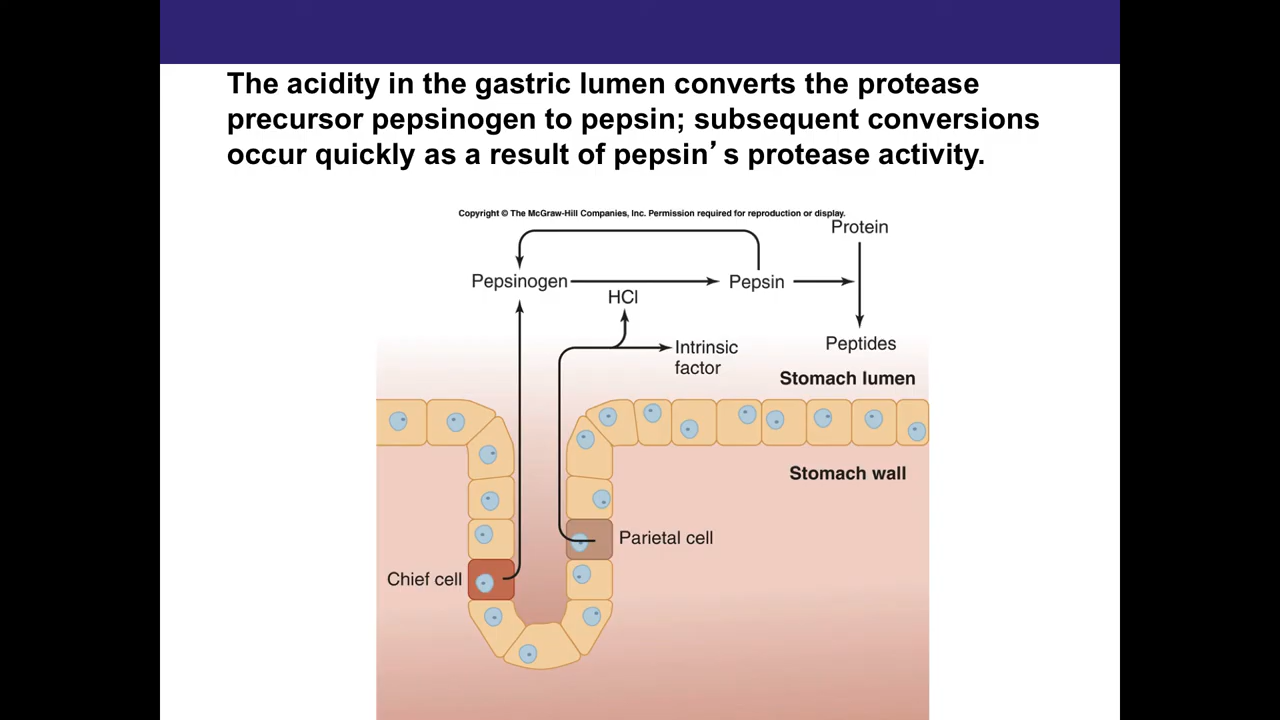 The acidity in the gastric lumen converts the protease
precursor pepsinogen to pepsin; subsequent conversions
occur quickly as a result of pepsin’s protease activity.
Copyright © The McGraw-Hill Companies, Inc. Permission required for reproduction or display.
Protein
Pepsinogen
Pepsin
HCl
Intrinsic
factor
Peptides
Stomach lumen
Stomach wall
Parietal cell
Chief cell